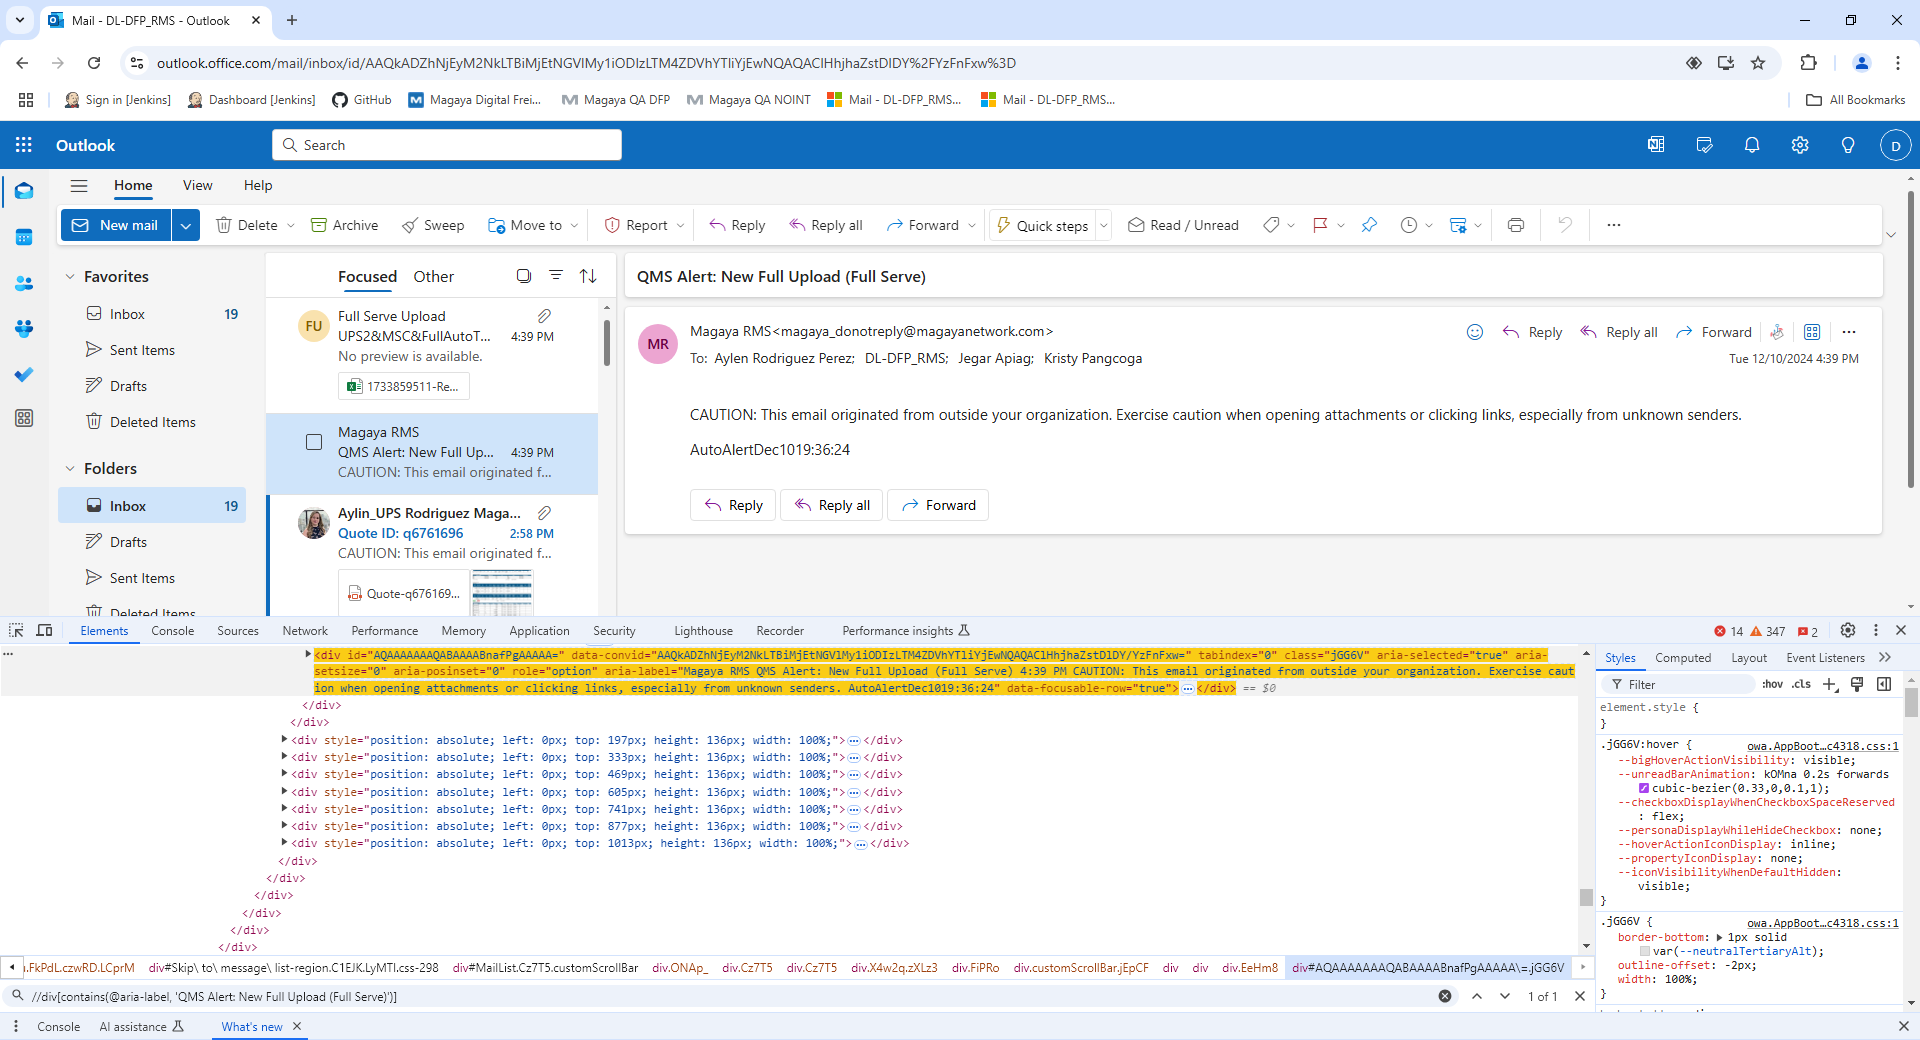 Mail - DL-DFP_RMS - Outlook
outlook.office.com/mail/inbox/id/AAQkADZhNjEyM2NkLTBiMjEtNGVlMy1iODIzLTM4ZDVhYTliYjEwNQAQAClHhjhaZstDlDY%2FYzFnFxw%3D
Sign in [Jenkins]
Dashboard [Jenkins]
GitHub
Magaya Digital Frei...
Magaya QA DFP
Magaya QA NOINT
Mail - DL-DFP_RMS...
Mail - DL-DFP_RMS...
All Bookmarks
Outlook
Search
D
Home View Help
New mail
Delete
Archive
Sweep
Move to
Report
Reply
Reply all
Forward
Quick steps
Read / Unread
Favorites
Inbox 19
Sent Items
Drafts
Deleted Items
Folders
Inbox 19
Drafts
Sent Items
Deleted Items
Focused Other
FU
Full Serve Upload
UPS2&MSC&FullAutoT... 4:39 PM
No preview is available.
1733859511-Re...
Magaya RMS
QMS Alert: New Full Up... 4:39 PM
CAUTION: This email originated f...
Aylin_UPS Rodriguez Maga...
Quote ID: q6761696 2:58 PM
CAUTION: This email originated f...
Quote-q676169...
QMS Alert: New Full Upload (Full Serve)
MR
Magaya RMS<magaya_donotreply@magayanetwork.com>
To: Aylen Rodriguez Perez; DL-DFP_RMS; Jegar Apiag; Kristy Pangcoga
Reply Reply all Forward
Tue 12/10/2024 4:39 PM
CAUTION: This email originated from outside your organization. Exercise caution when opening attachments or clicking links, especially from unknown senders.
AutoAlertDec1019:36:24
Reply Reply all Forward
Elements Console Sources Network Performance Memory Application Security Lighthouse Recorder Performance insights
14 347 2
<div id="AQAAAAAAAQABAAAABnafPgAAAAA=" data-convid="AAQkADZhNjEyM2NkLTBiMjEtNGVlMy1iODIzLTM4ZDVhYTliYjEwNQAQAClHhjhaZstDlDY/YzFnFxw=" tabindex="0" class="jGG6V" aria-selected="true" aria-
setsize="0" aria-posinset="0" role="option" aria-label="Magaya RMS QMS Alert: New Full Upload (Full Serve) 4:39 PM CAUTION: This email originated from outside your organization. Exercise caut
ion when opening attachments or clicking links, especially from unknown senders. AutoAlertDec1019:36:24" data-focusable-row="true"> … </div> == $0
</div>
</div>
<div style="position: absolute; left: 0px; top: 197px; height: 136px; width: 100%;"> … </div>
<div style="position: absolute; left: 0px; top: 333px; height: 136px; width: 100%;"> … </div>
<div style="position: absolute; left: 0px; top: 469px; height: 136px; width: 100%;"> … </div>
<div style="position: absolute; left: 0px; top: 605px; height: 136px; width: 100%;"> … </div>
<div style="position: absolute; left: 0px; top: 741px; height: 136px; width: 100%;"> … </div>
<div style="position: absolute; left: 0px; top: 877px; height: 136px; width: 100%;"> … </div>
<div style="position: absolute; left: 0px; top: 1013px; height: 136px; width: 100%;"> … </div>
</div>
</div>
</div>
</div>
</div>
</div>
Styles Computed Layout Event Listeners
Filter :hov .cls
element.style {
}
.jGG6V:hover { owa.AppBoot…c4318.css:1
--bigHoverActionVisibility: visible;
--unreadBarAnimation: kOMna 0.2s forwards
cubic-bezier(0.33,0,0.1,1);
--checkboxDisplayWhenCheckboxSpaceReserved
: flex;
--personaDisplayWhileHideCheckbox: none;
--hoverActionIconDisplay: inline;
--propertyIconDisplay: none;
--iconVisibilityWhenDefaultHidden:
visible;
}
.jGG6V { owa.AppBoot…c4318.css:1
border-bottom: 1px solid
var(--neutralTertiaryAlt);
outline-offset: -2px;
width: 100%;
}
.FkPdL.czwRD.LCprM div#Skip\ to\ message\ list-region.C1EJK.LyMTI.css-298 div#MailList.Cz7T5.customScrollBar div.ONAp_ div.Cz7T5 div.Cz7T5 div.X4w2q.zXLz3 div.FiPRo div.customScrollBar.jEpCF div div div.EeHm8 div#AQAAAAAAAQABAAAABnafPgAAAAA\=.jGG6V
//div[contains(@aria-label, 'QMS Alert: New Full Upload (Full Serve)')]
1 of 1
Console AI assistance What's new